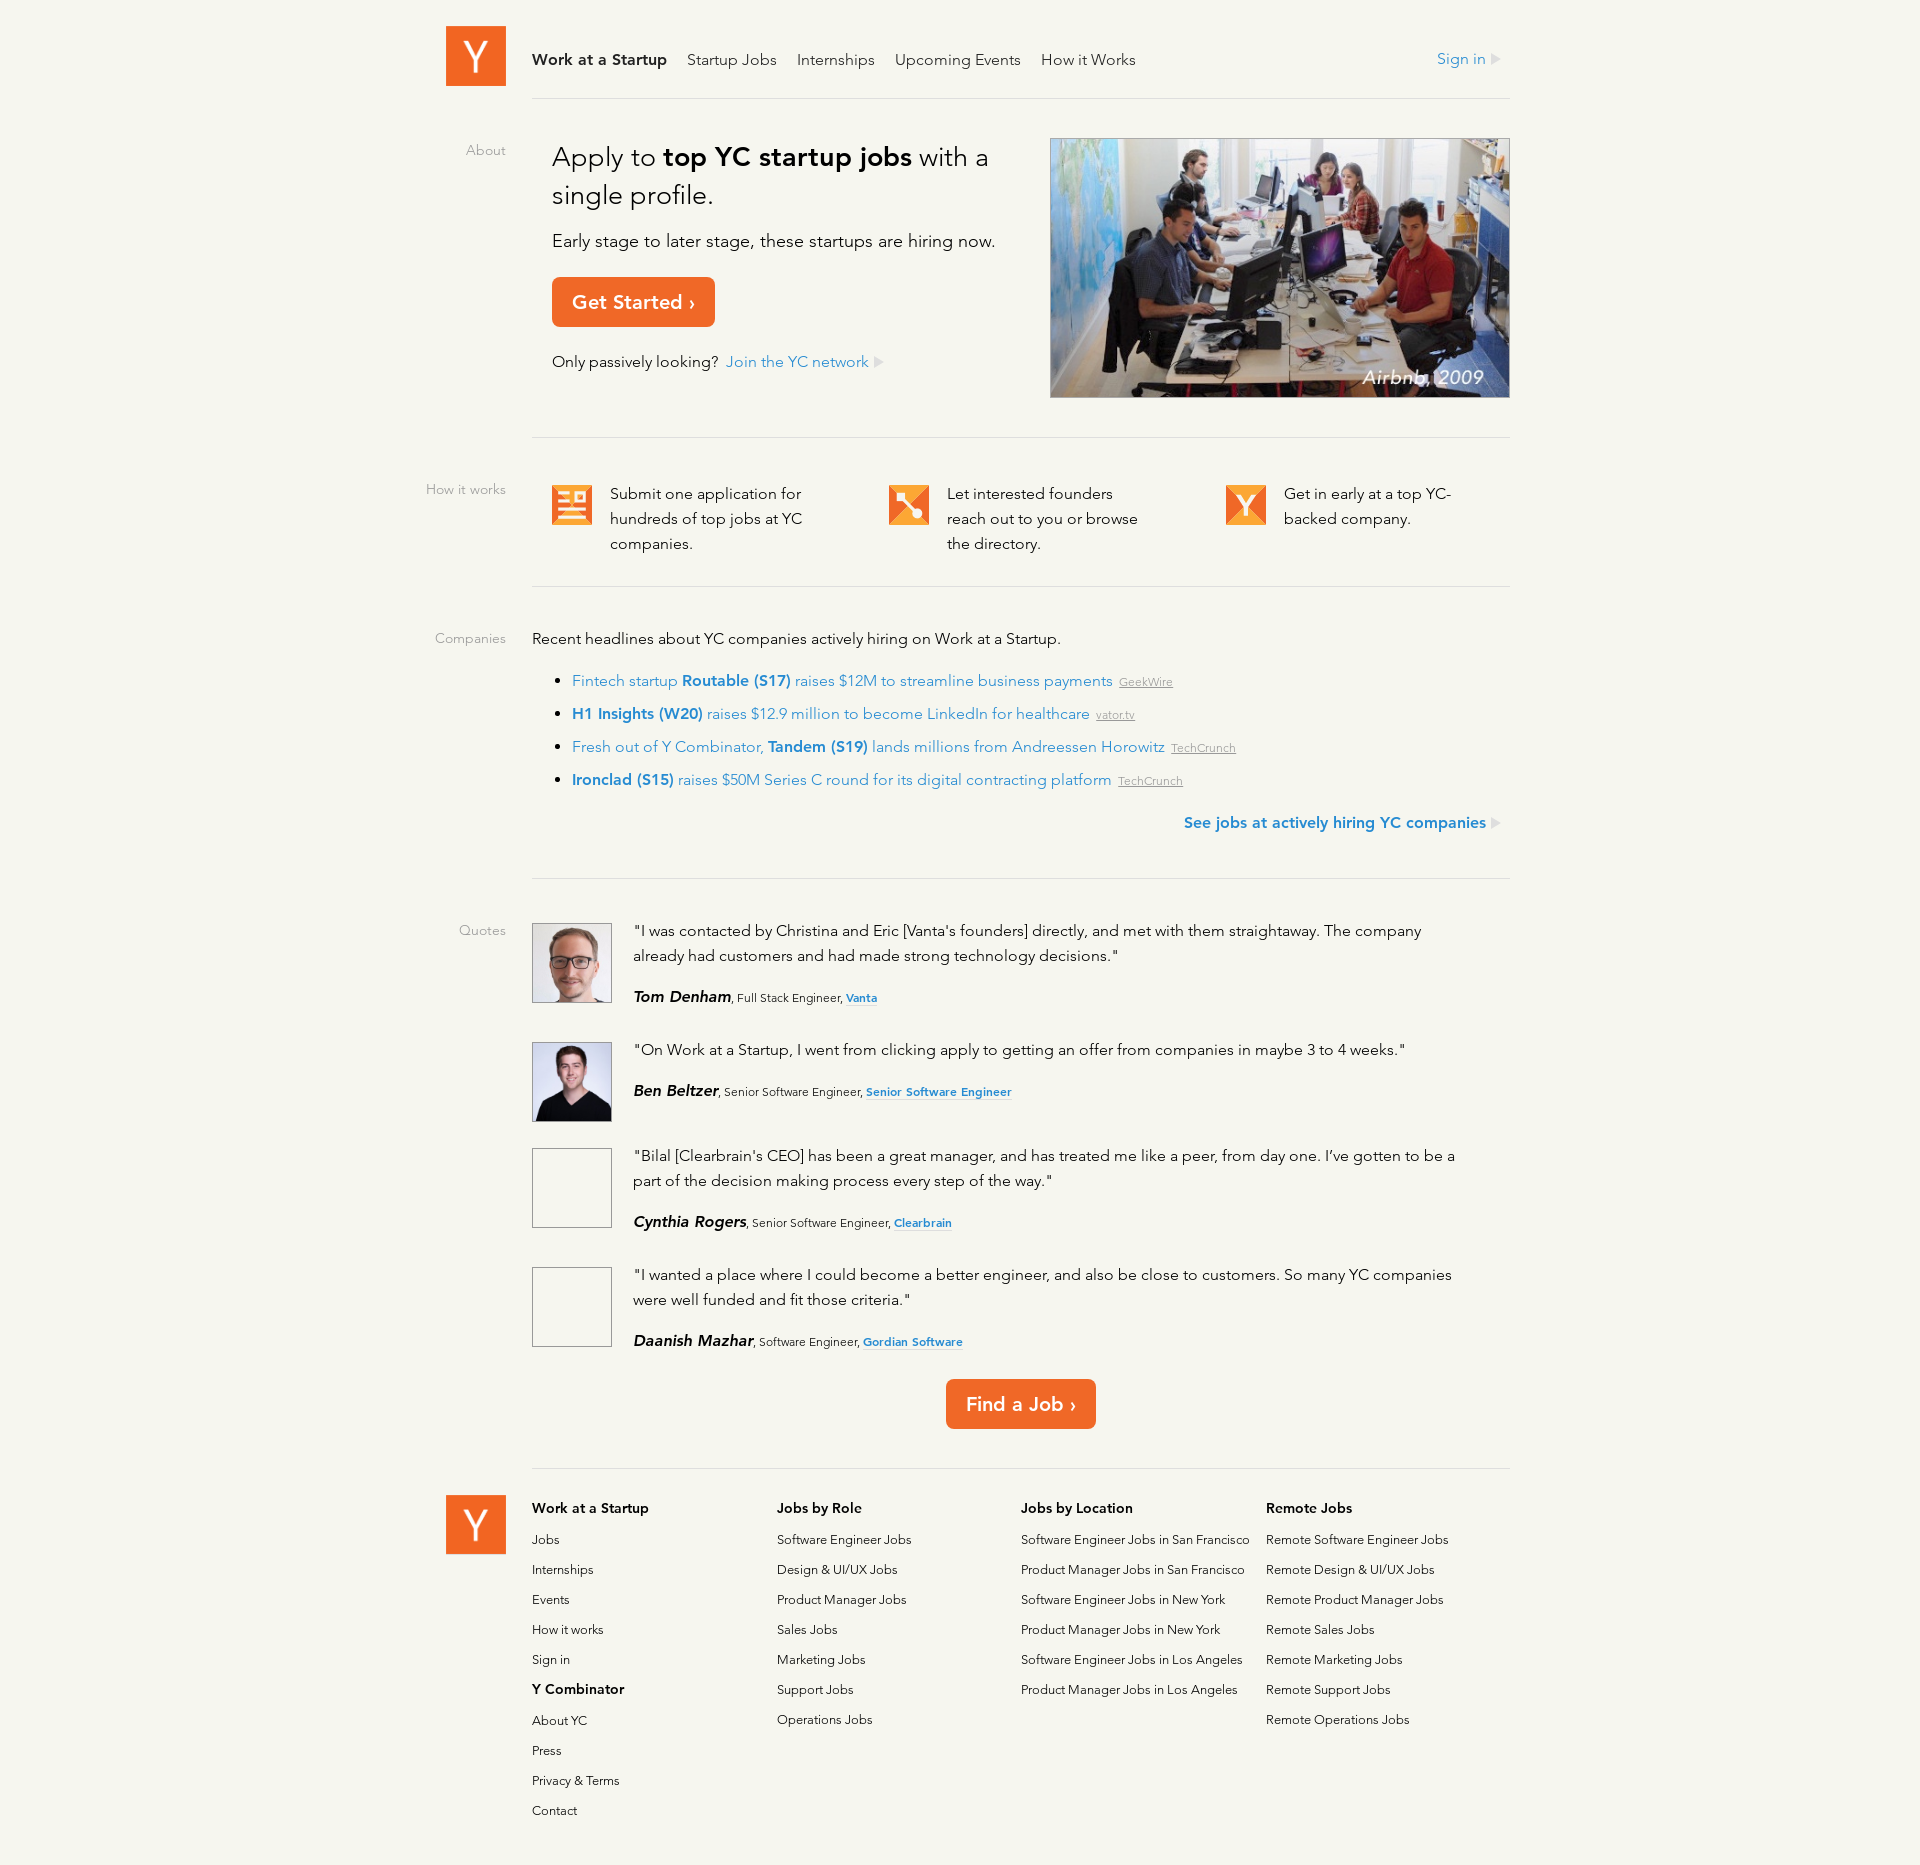 Y
Work at a Startup
Startup Jobs
Internships
Upcoming Events
How it Works
Sign in
About
Apply to top YC startup jobs with a
single profile.
Early stage to later stage, these startups are hiring now.
Get Started ›
Only passively looking? Join the YC network
Airbnb, 2009
How it works
Submit one application for
hundreds of top jobs at YC
companies.
Let interested founders
reach out to you or browse
the directory.
Y
Get in early at a top YC-
backed company.
Companies
Recent headlines about YC companies actively hiring on Work at a Startup.
Fintech startup Routable (S17) raises $12M to streamline business payments GeekWire
H1 Insights (W20) raises $12.9 million to become LinkedIn for healthcare vator.tv
Fresh out of Y Combinator, Tandem (S19) lands millions from Andreessen Horowitz TechCrunch
Ironclad (S15) raises $50M Series C round for its digital contracting platform TechCrunch
See jobs at actively hiring YC companies
Quotes
"I was contacted by Christina and Eric [Vanta's founders] directly, and met with them straightaway. The company
already had customers and had made strong technology decisions."
Tom Denham, Full Stack Engineer, Vanta
"On Work at a Startup, I went from clicking apply to getting an offer from companies in maybe 3 to 4 weeks."
Ben Beltzer, Senior Software Engineer, Senior Software Engineer
"Bilal [Clearbrain's CEO] has been a great manager, and has treated me like a peer, from day one. I’ve gotten to be a
part of the decision making process every step of the way."
Cynthia Rogers, Senior Software Engineer, Clearbrain
"I wanted a place where I could become a better engineer, and also be close to customers. So many YC companies
were well funded and fit those criteria."
Daanish Mazhar, Software Engineer, Gordian Software
Find a Job ›
Y
Work at a Startup
Jobs
Internships
Events
How it works
Sign in
Y Combinator
About YC
Press
Privacy & Terms
Contact
Jobs by Role
Software Engineer Jobs
Design & UI/UX Jobs
Product Manager Jobs
Sales Jobs
Marketing Jobs
Support Jobs
Operations Jobs
Jobs by Location
Software Engineer Jobs in San Francisco
Product Manager Jobs in San Francisco
Software Engineer Jobs in New York
Product Manager Jobs in New York
Software Engineer Jobs in Los Angeles
Product Manager Jobs in Los Angeles
Remote Jobs
Remote Software Engineer Jobs
Remote Design & UI/UX Jobs
Remote Product Manager Jobs
Remote Sales Jobs
Remote Marketing Jobs
Remote Support Jobs
Remote Operations Jobs